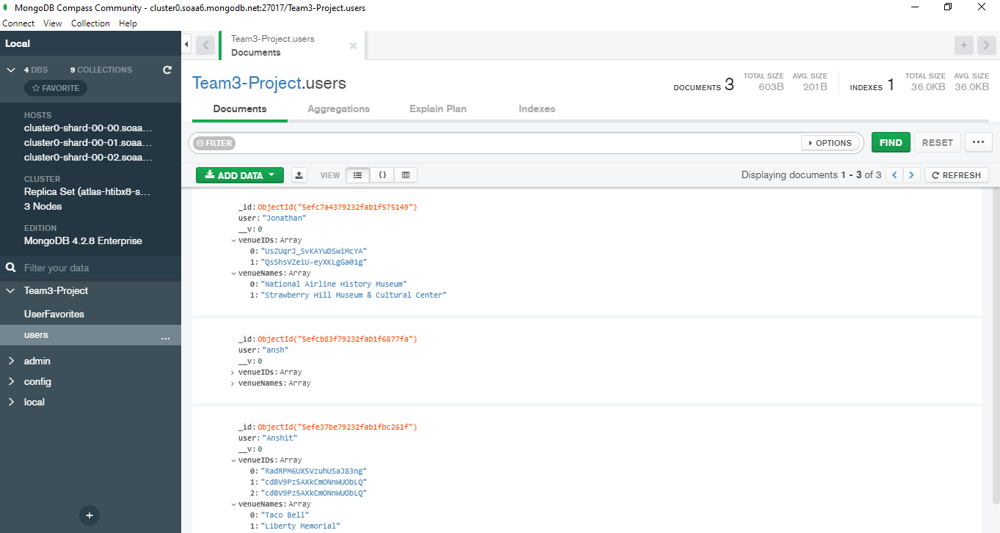 MongoDB Compass Community - cluster0.soaa6.mongodb.net:27017/Team3-Project.users
Connect View Collection Help
Local
4 DBS 9 COLLECTIONS
FAVORITE
HOSTS
cluster0-shard-00-00.soaa...
cluster0-shard-00-01.soaa...
cluster0-shard-00-02.soaa...
CLUSTER
Replica Set (atlas-htibx8-s...
3 Nodes
EDITION
MongoDB 4.2.8 Enterprise
Filter your data
Team3-Project
UserFavorites
users ...
admin
config
local
+
Team3-Project.users
Documents
Team3-Project.users
DOCUMENTS 3 TOTAL SIZE 603B AVG. SIZE 201B INDEXES 1 TOTAL SIZE 36.0KB AVG. SIZE 36.0KB
Documents Aggregations Explain Plan Indexes
FILTER OPTIONS FIND RESET ...
ADD DATA VIEW {} Displaying documents 1 - 3 of 3 REFRESH
_id: ObjectId("5efc7a4379232fab1f575149")
user: "Jonathan"
__v: 0
venueIDs: Array
0: "UsZUqrJ_SvKAYuDSwiMcYA"
1: "QsShsVZeiU-eyXKLgGa01g"
venueNames: Array
0: "National Airline History Museum"
1: "Strawberry Hill Museum & Cultural Center"
_id: ObjectId("5efcb83f79232fab1f6877fa")
user: "ansh"
__v: 0
venueIDs: Array
venueNames: Array
_id: ObjectId("5efe37be79232fab1fbc261f")
user: "Anshit"
__v: 0
venueIDs: Array
0: "RadRPM6UX5VzuhUSaJ83ng"
1: "cdBV9Pz5AXkCmONnWUObLQ"
2: "cdBV9Pz5AXkCmONnWUObLQ"
venueNames: Array
0: "Taco Bell"
1: "Liberty Memorial"